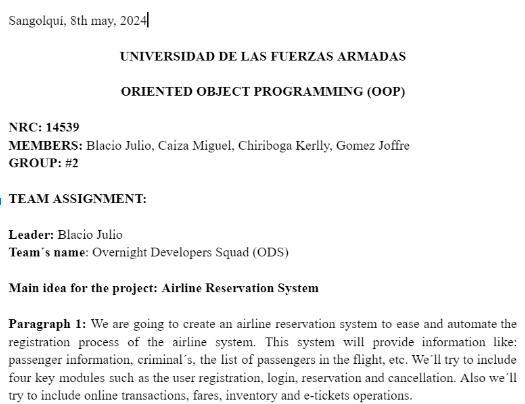 Sangolquí, 8th may, 2024
UNIVERSIDAD DE LAS FUERZAS ARMADAS
ORIENTED OBJECT PROGRAMMING (OOP)
NRC: 14539
MEMBERS: Blacio Julio, Caiza Miguel, Chiriboga Kerlly, Gomez Joffre
GROUP: #2
TEAM ASSIGNMENT:
Leader: Blacio Julio
Team´s name: Overnight Developers Squad (ODS)
Main idea for the project: Airline Reservation System
Paragraph 1: We are going to create an airline reservation system to ease and automate the
registration process of the airline system. This system will provide information like:
passenger information, criminal´s, the list of passengers in the flight, etc. We´ll try to include
four key modules such as the user registration, login, reservation and cancellation. Also we´ll
try to include online transactions, fares, inventory and e-tickets operations.